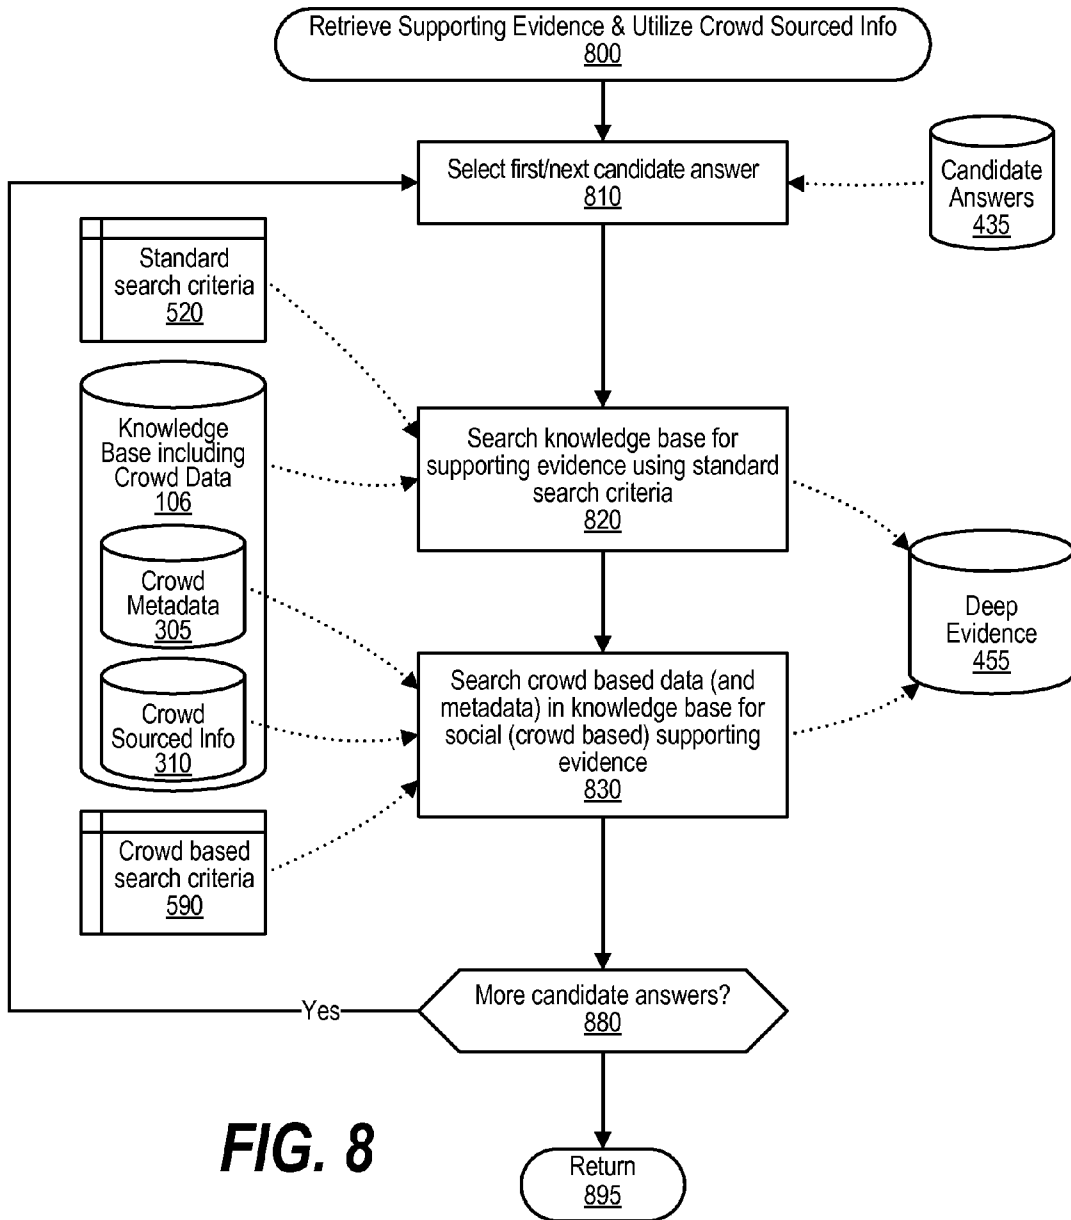 Retrieve Supporting Evidence & Utilize Crowd Sourced Info
800
Select first/next candidate answer
810
Candidate
Answers
435
Standard
search criteria
520
Knowledge
Base including
Crowd Data
106
Search knowledge base for
supporting evidence using standard
search criteria
820
Crowd
Metadata
305
Deep
Evidence
455
Crowd
Sourced Info
310
Search crowd based data (and
metadata) in knowledge base for
social (crowd based) supporting
evidence
830
Crowd based
search criteria
590
More candidate answers?
880
Yes
Return
895
FIG. 8